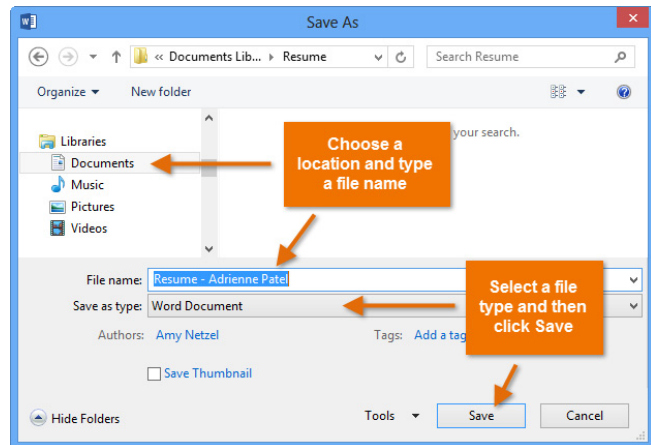 Save As
« Documents Lib... Resume
Search Resume
Organize
New folder
Libraries
Documents
Music
Pictures
Videos
your search.
Choose a
location and type
a file name
File name: Resume - Adrienne Patel
Save as type: Word Document
Authors: Amy Netzel
Tags: Add a tag
Save Thumbnail
Select a file
type and then
click Save
Hide Folders
Tools
Save
Cancel